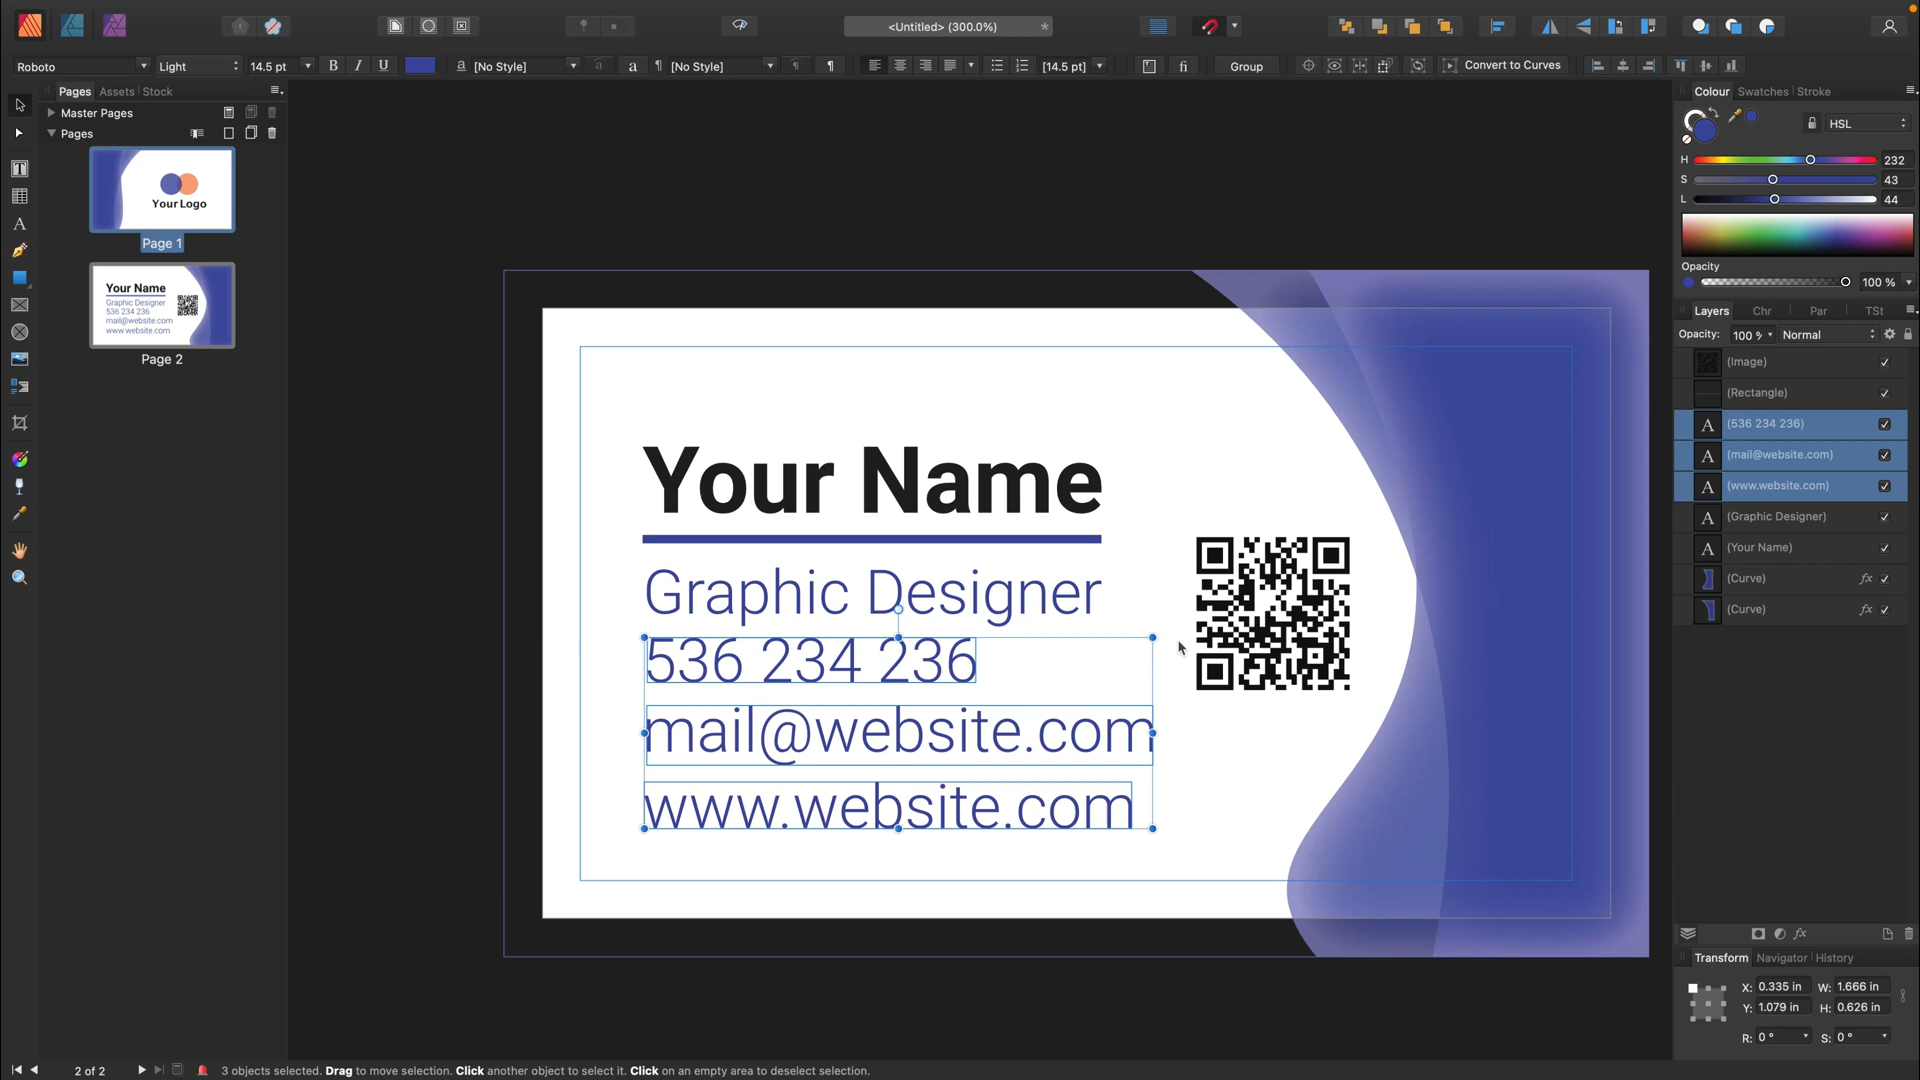 <Untitled> (300.0%)
*
Roboto
Light
14.5 pt
B
I
U
a
[No Style]
a
a
¶
[No Style]
¶
¶
[14.5 pt]
fi
Group
Convert to Curves
Pages
Assets
Stock
Master Pages
Pages
Your Logo
Page 1
Your Name
Graphic Designer
536 234 236
mail@website.com
www.website.com
Page 2
Your Name
Graphic Designer
536 234 236
mail@website.com
www.website.com
Colour
Swatches
Stroke
HSL
H
232
S
43
L
44
Opacity
100 %
Layers
Chr
Par
TSt
Opacity:
100 %
Normal
(Image)
(Rectangle)
A
(536 234 236)
A
(mail@website.com)
A
(www.website.com)
A
(Graphic Designer)
A
(Your Name)
(Curve)
fx
(Curve)
fx
fx
Transform
Navigator
History
X:
0.335 in
W:
1.666 in
Y:
1.079 in
H:
0.626 in
R:
0 °
S:
0 °
2 of 2
3 objects selected. Drag to move selection. Click another object to select it. Click on an empty area to deselect selection.